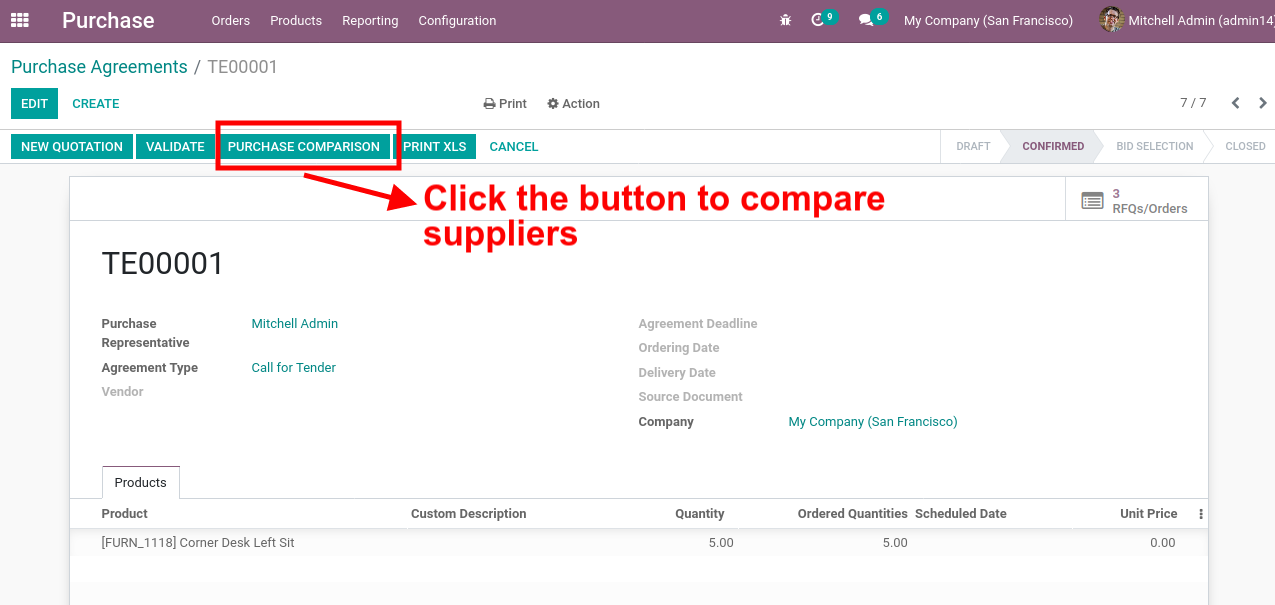 Purchase Orders Products Reporting Configuration 9 6 My Company (San Francisco) Mitchell Admin (admin14
Purchase Agreements / TE00001
EDIT CREATE Print Action 7 / 7
NEW QUOTATION VALIDATE PURCHASE COMPARISON PRINT XLS CANCEL DRAFT CONFIRMED BID SELECTION CLOSED
Click the button to compare
suppliers
3
RFQs/Orders
TE00001
Purchase
Representative Mitchell Admin
Agreement Type Call for Tender
Vendor
Agreement Deadline
Ordering Date
Delivery Date
Source Document
Company My Company (San Francisco)
Products
Product Custom Description Quantity Ordered Quantities Scheduled Date Unit Price
[FURN_1118] Corner Desk Left Sit 5.00 5.00 0.00